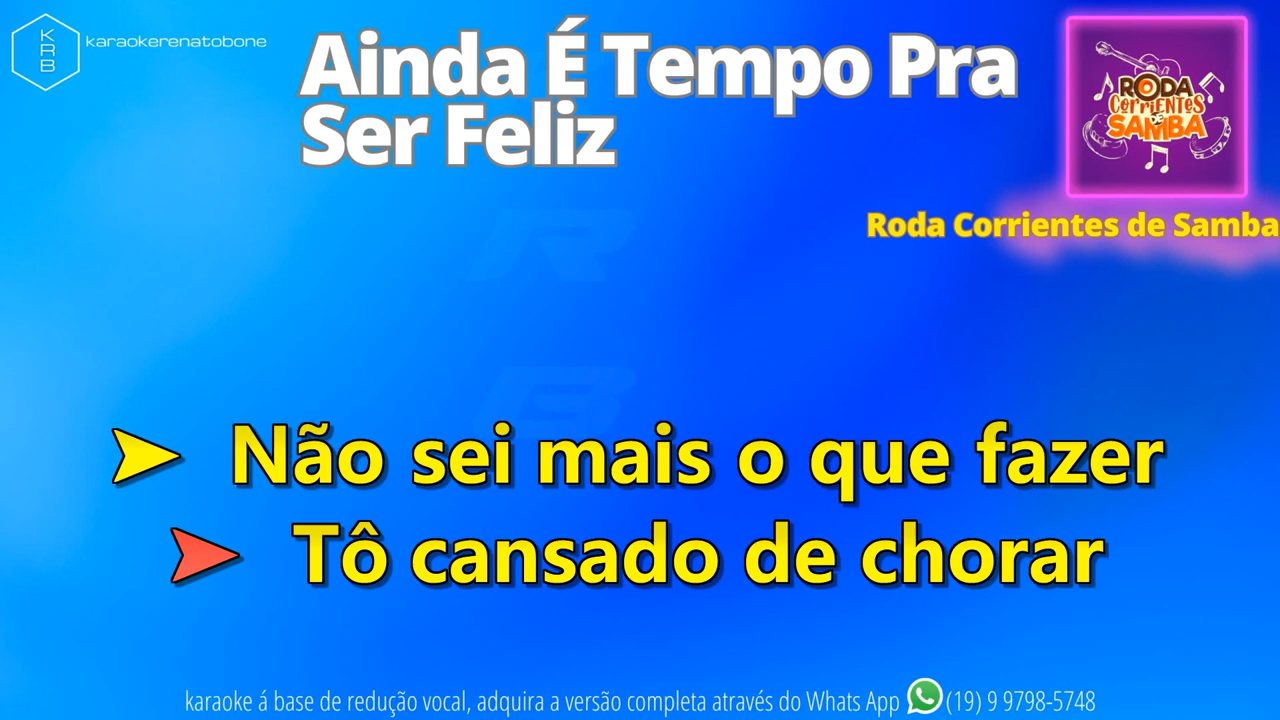 KRB
karaokerenatobone
Ainda É Tempo Pra
Ser Feliz
RODA
CORRIENTES
DE
SAMBA
Roda Corrientes de Samba
R
B
➤ Não sei mais o que fazer
➤ Tô cansado de chorar
karaoke á base de redução vocal, adquira a versão completa através do Whats App (19) 9 9798-5748